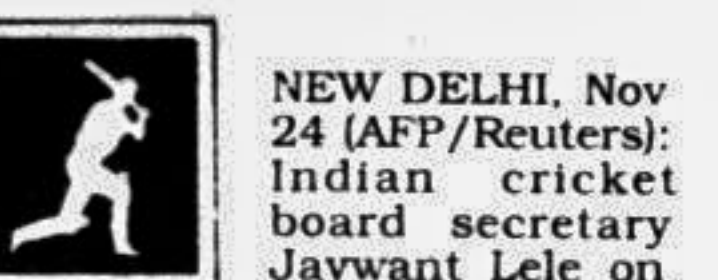 NEW DELHI, Nov
24 (AFP/Reuters):
Indian cricket
board secretary
Jaywant Lele on